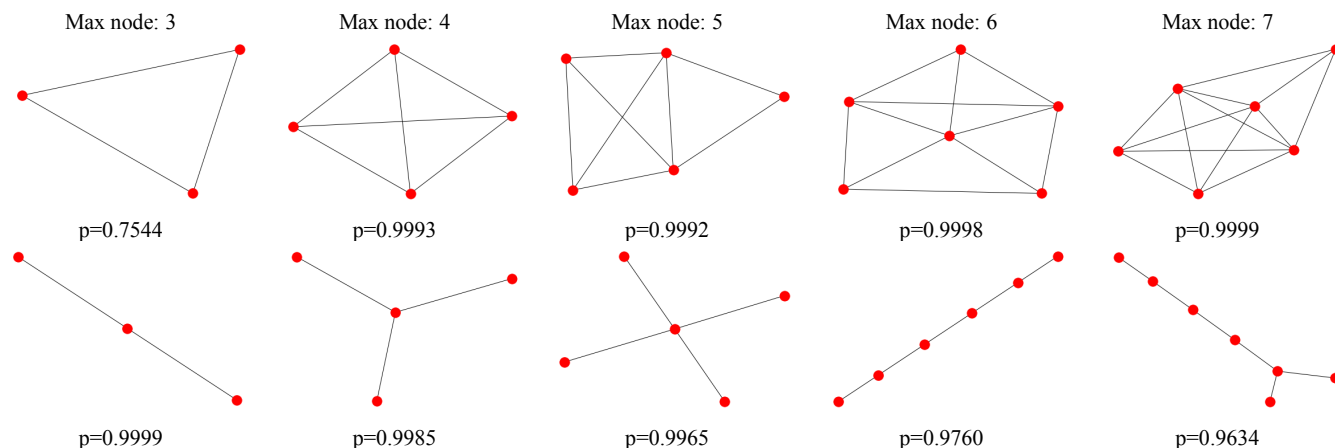 Max node: 3 Max node: 4 Max node: 5 Max node: 6 Max node: 7
p=0.7544 p=0.9993 p=0.9992 p=0.9998 p=0.9999
p=0.9999 p=0.9985 p=0.9965 p=0.9760 p=0.9634